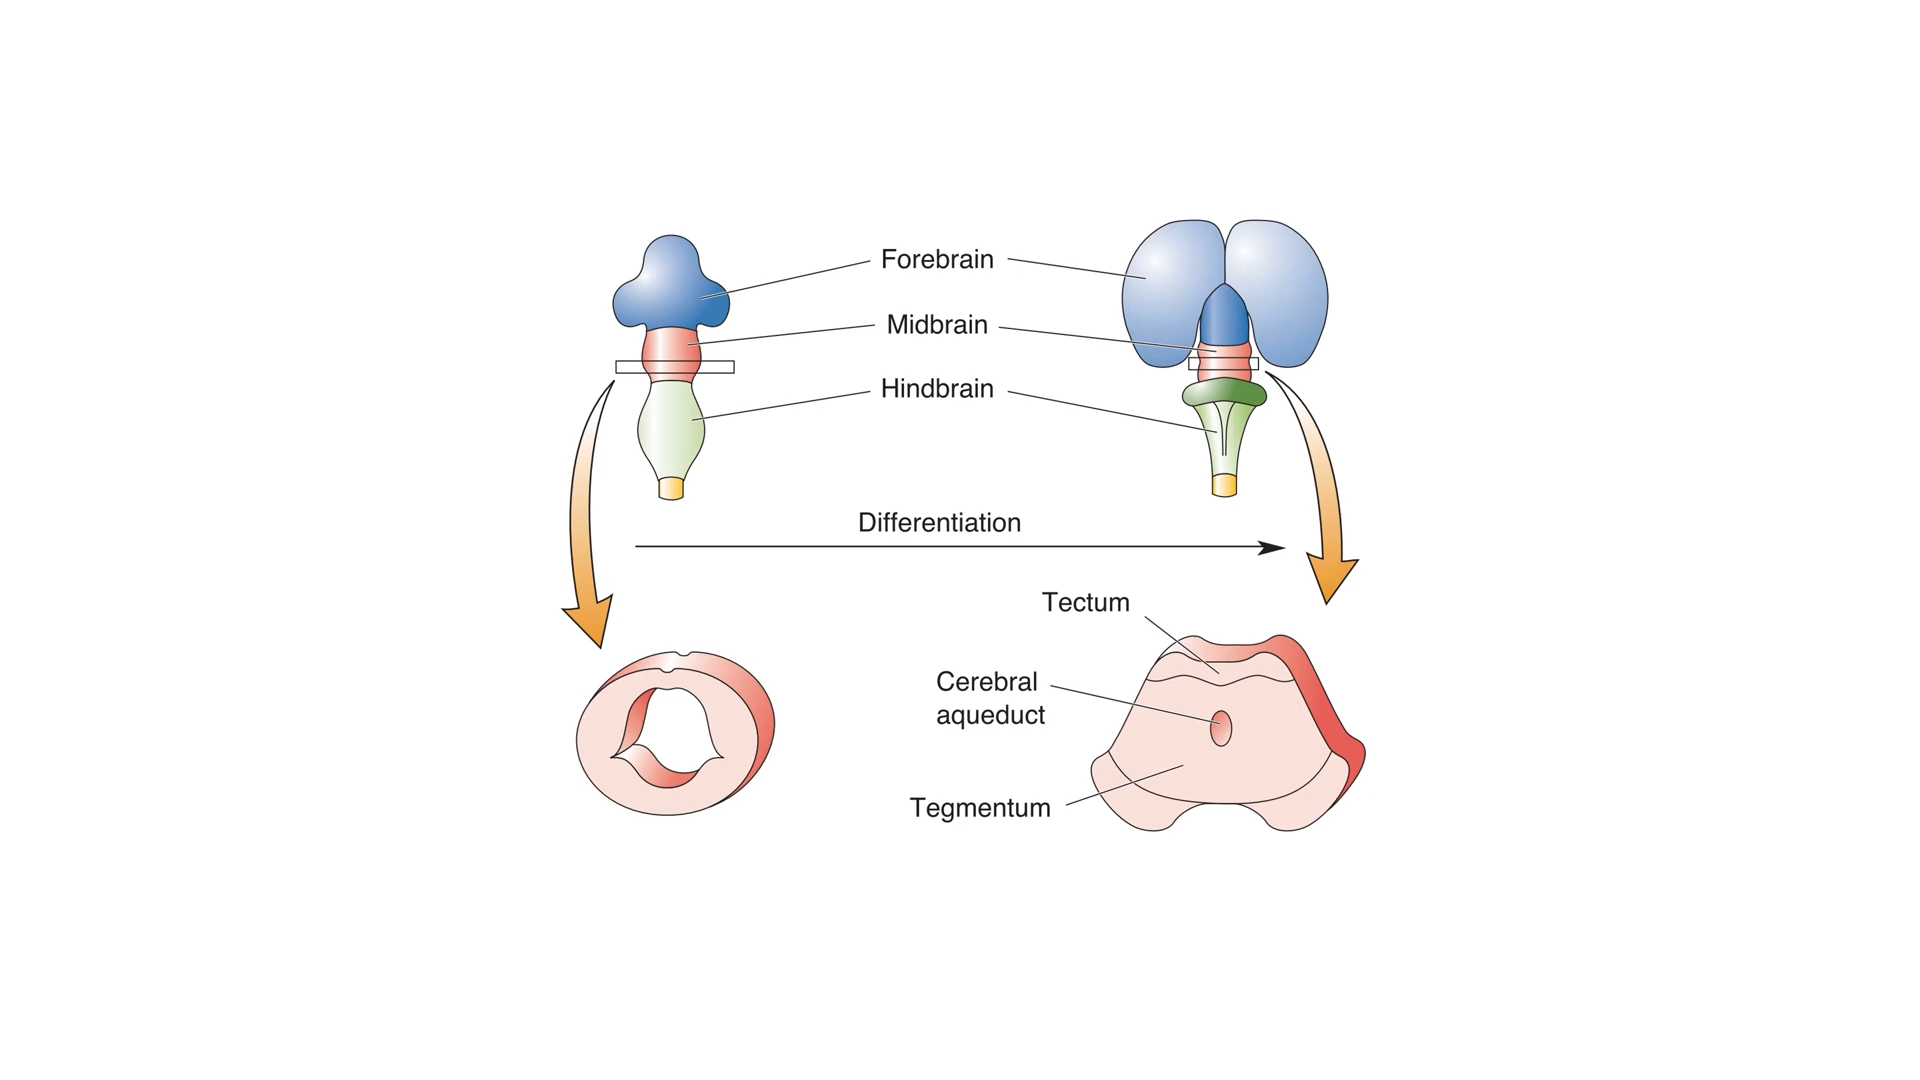 Forebrain
Midbrain
Hindbrain
Differentiation
Tectum
Cerebral
aqueduct
Tegmentum